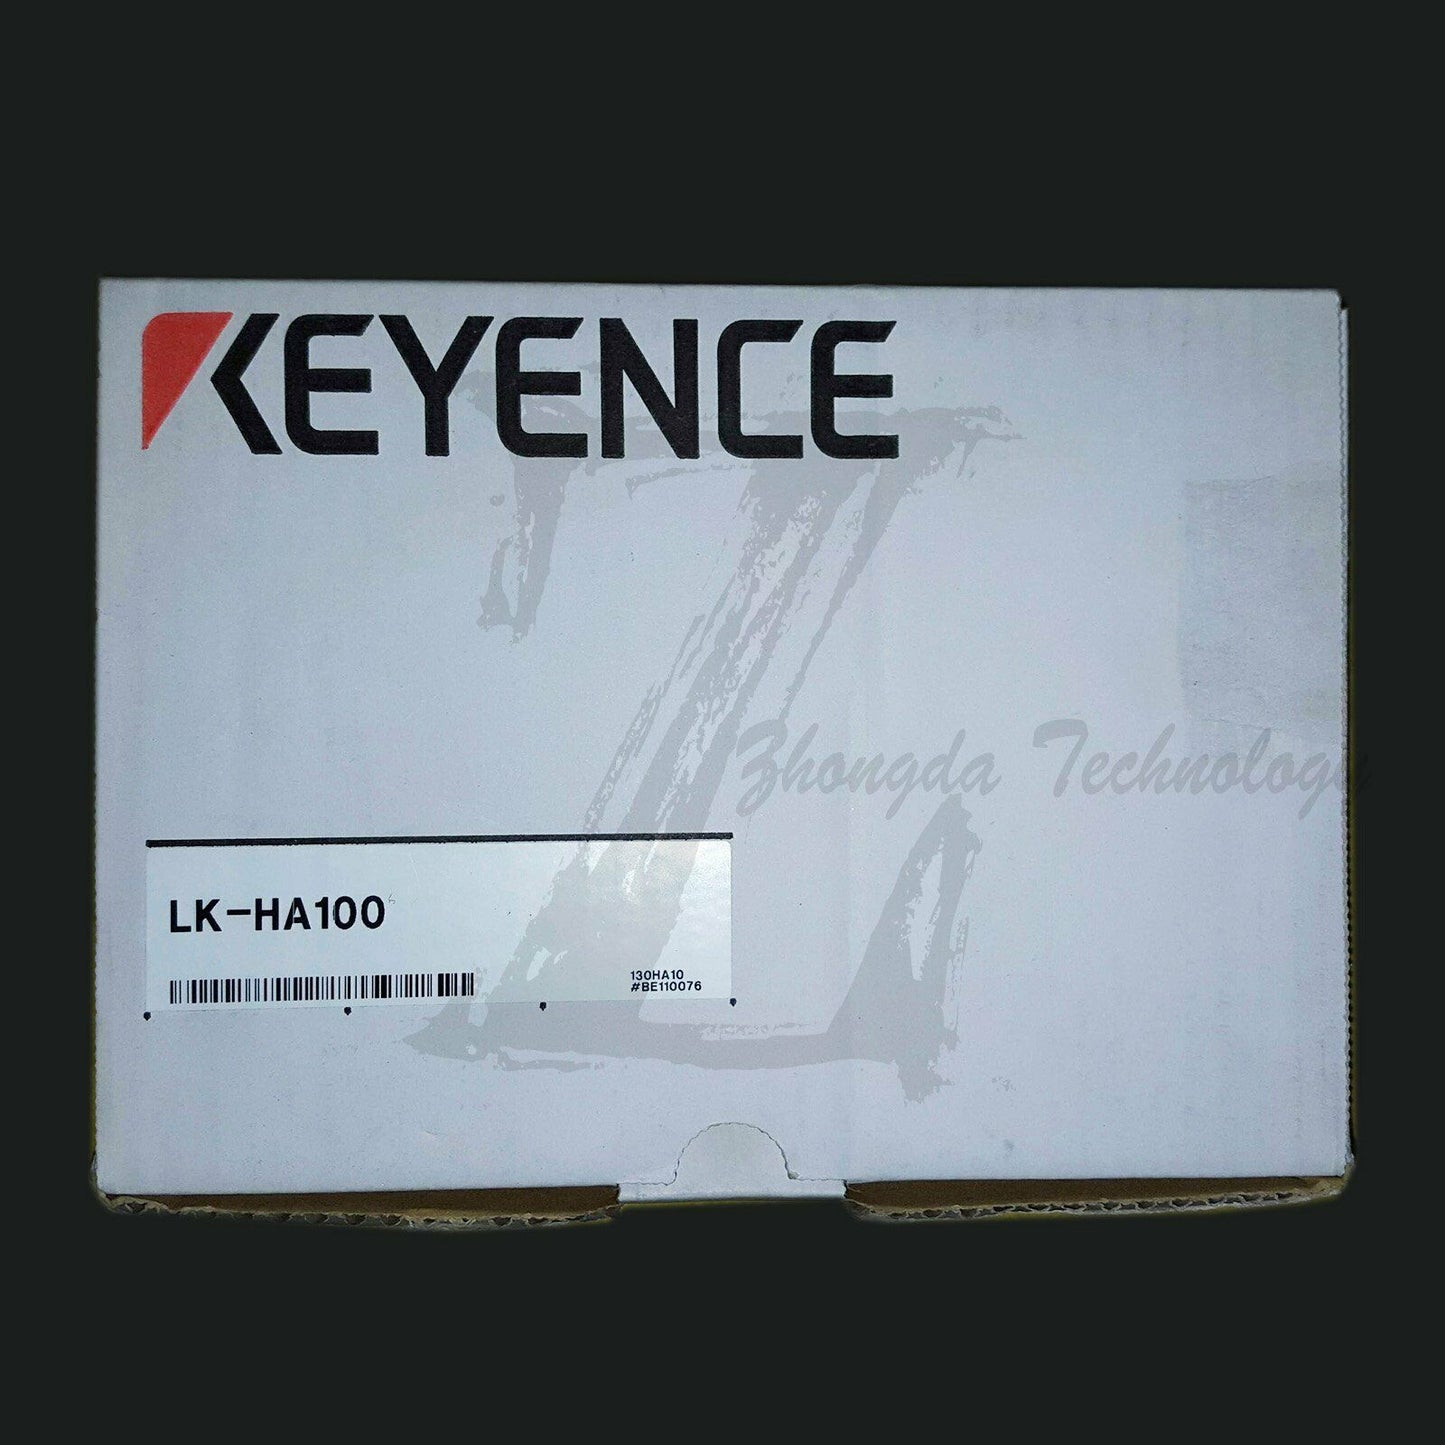 KEYENCE
Zhongda Technology
LK-HA100
130HA10
#BE110076